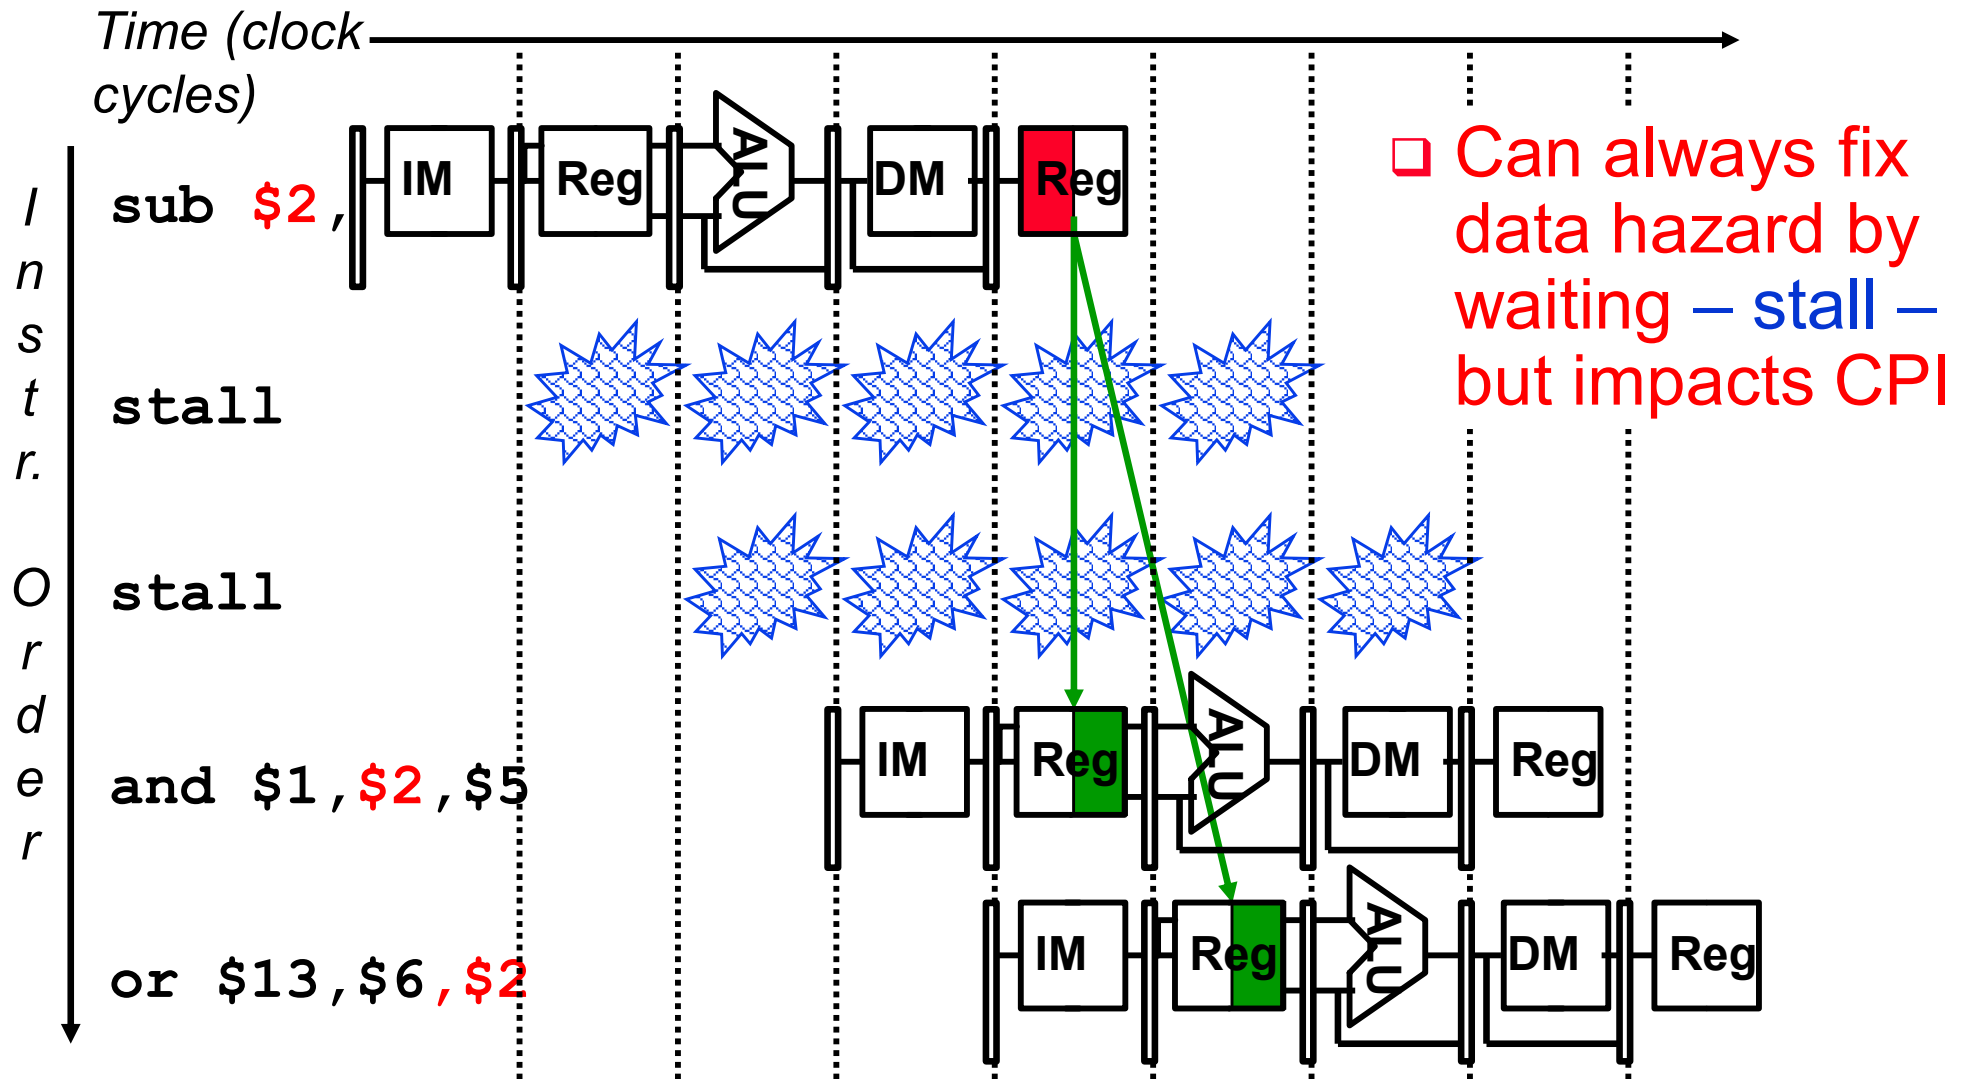 Time (clock
cycles)
Instr. Order
sub $2,
IM Reg ALU DM Reg
❑ Can always fix
data hazard by
waiting – stall –
but impacts CPI
stall
stall
and $1,$2,$5
IM Reg ALU DM Reg
or $13,$6,$2
IM Reg ALU DM Reg